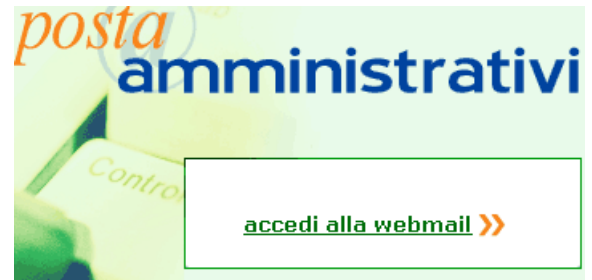 posta
@
amministrativi
Contro
accedi alla webmail »